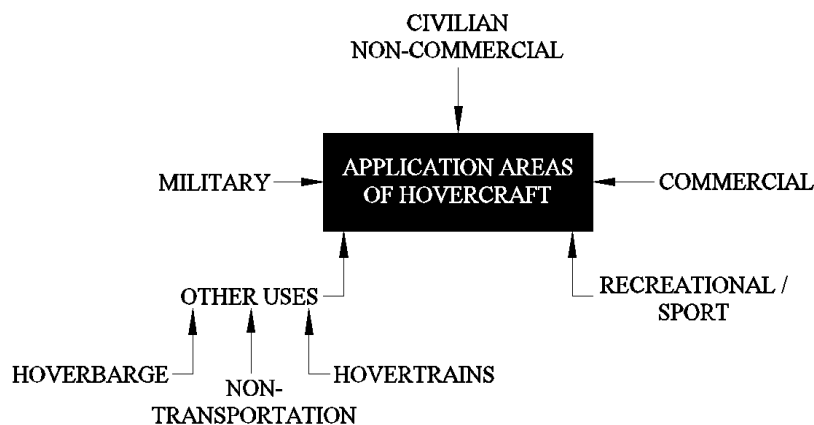 CIVILIAN
NON-COMMERCIAL
APPLICATION AREAS
OF HOVERCRAFT
MILITARY
COMMERCIAL
OTHER USES
RECREATIONAL /
SPORT
HOVERBARGE
NON-
TRANSPORTATION
HOVERTRAINS